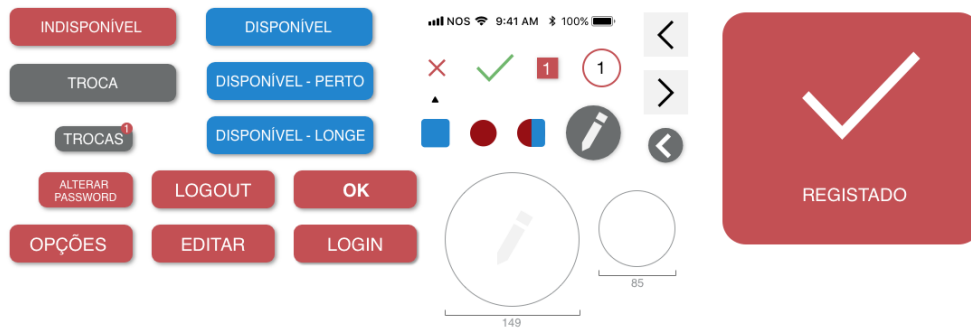 INDISPONÍVEL
DISPONÍVEL
NOS 9:41 AM 100%
TROCA
DISPONÍVEL - PERTO
1
1
TROCAS
1
DISPONÍVEL - LONGE
ALTERAR
PASSWORD
LOGOUT
OK
REGISTADO
OPÇÕES
EDITAR
LOGIN
85
149